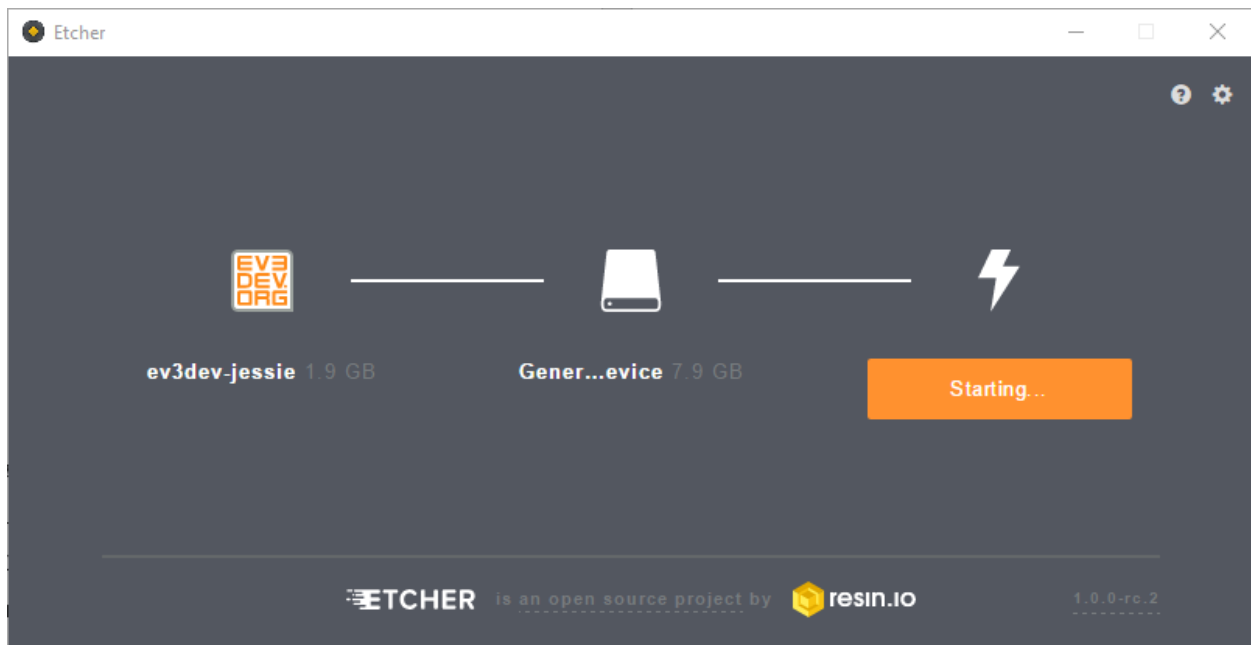 Etcher
EV3
DEV.
ORG
ev3dev-jessie 1.9 GB
Gener...evice 7.9 GB
Starting...
ETCHER is an open source project by resin.io 1.0.0-rc.2